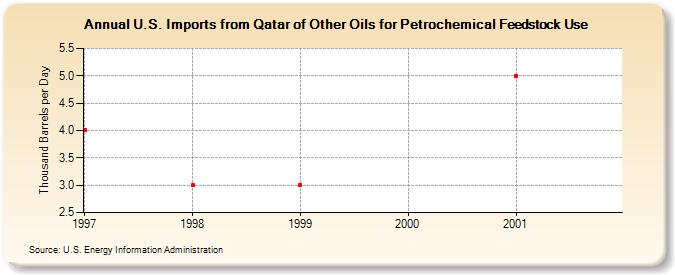 Annual U.S. Imports from Qatar of Other Oils for Petrochemical Feedstock Use
Thousand Barrels per Day
5.5
5.0
4.5
4.0
3.5
3.0
2.5
1997 1998 1999 2000 2001
Source: U.S. Energy Information Administration